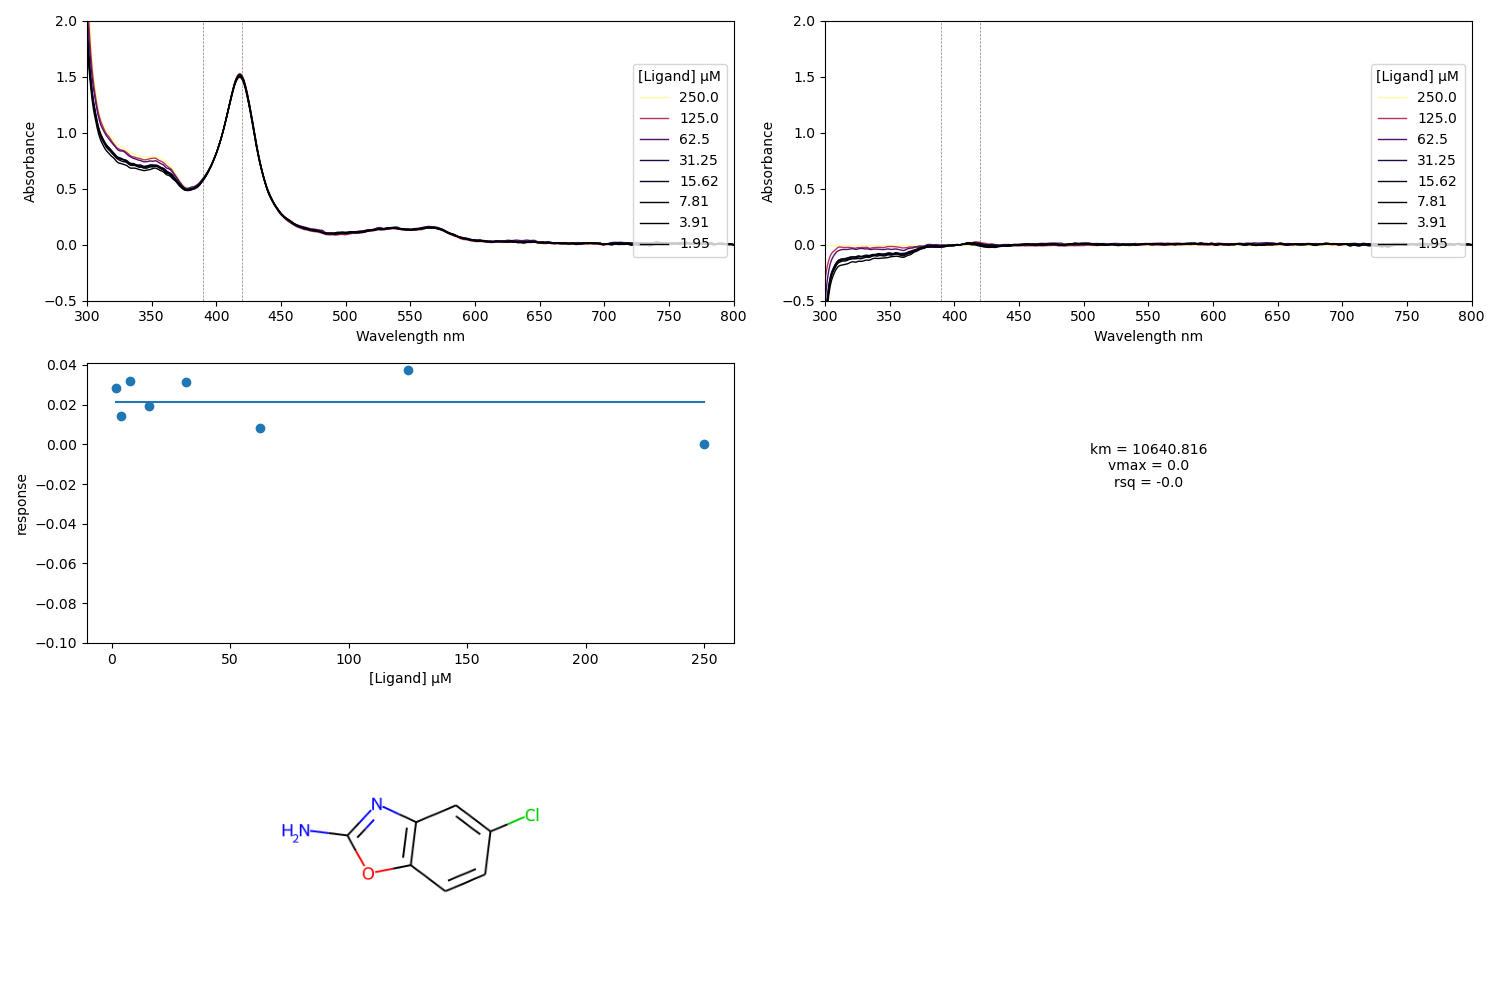 2.0
1.5
1.0
0.5
0.0
−0.5
Absorbance
300 350 400 450 500 550 600 650 700 750 800
Wavelength nm
[Ligand] µM
250.0
125.0
62.5
31.25
15.62
7.81
3.91
1.95
2.0
1.5
1.0
0.5
0.0
−0.5
Absorbance
300 350 400 450 500 550 600 650 700 750 800
Wavelength nm
[Ligand] µM
250.0
125.0
62.5
31.25
15.62
7.81
3.91
1.95
0.04
0.02
0.00
−0.02
−0.04
−0.06
−0.08
−0.10
response
0 50 100 150 200 250
[Ligand] µM
km = 10640.816
vmax = 0.0
rsq = -0.0
N
Cl
H2N
O